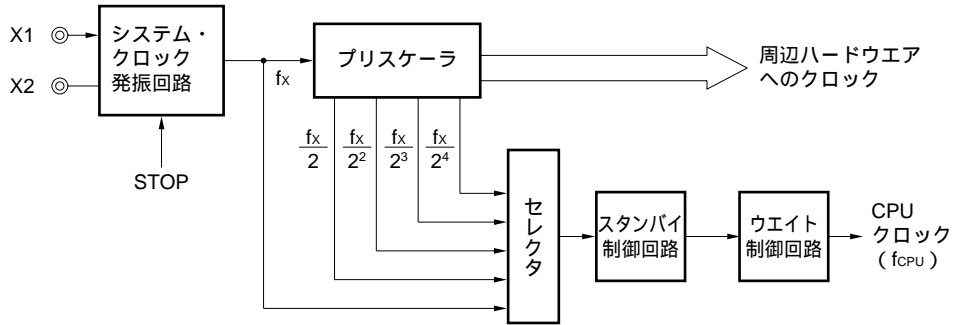 X1
X2
システム・
クロック
発振回路
STOP
fX
プリスケーラ
周辺ハードウエア
へのクロック
fX/2
fX/2²
fX/2³
fX/2⁴
セレクタ
スタンバイ
制御回路
ウエイト
制御回路
CPU
クロック
（fCPU）